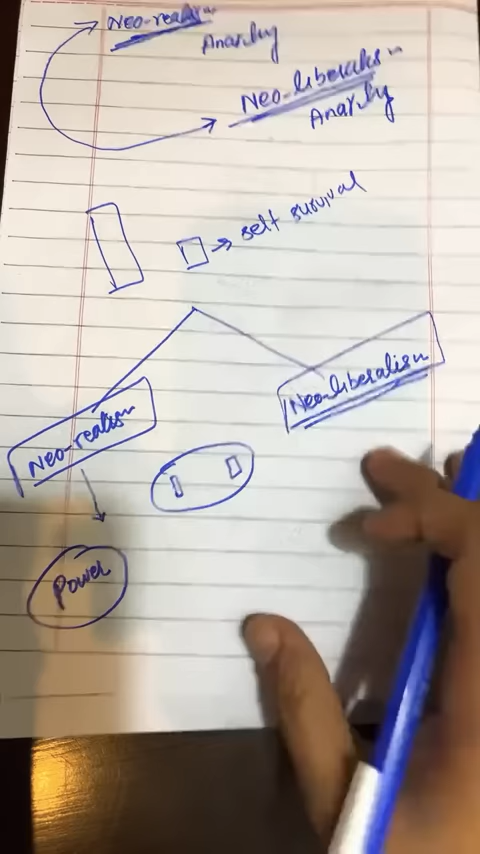 Neo-realism
Anarchy
Neo-liberalism
Anarchy
self survival
Neo-realism
Neo-liberalism
Power